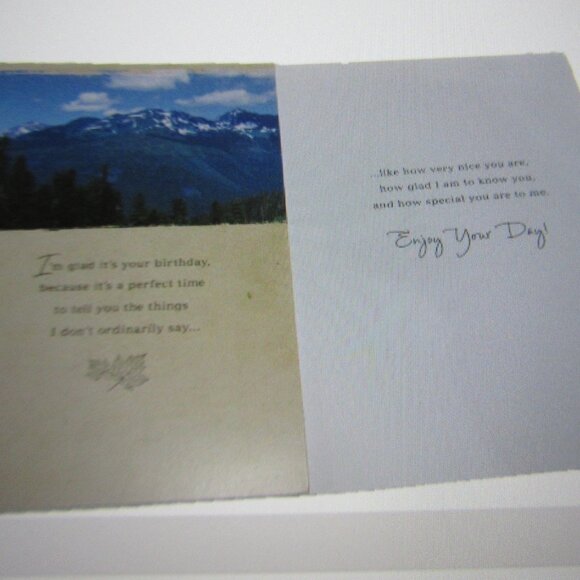 I'm glad it's your birthday,
because it's a perfect time
to tell you the things
I don't ordinarily say...
...like how very nice you are,
how glad I am to know you,
and how special you are to me.
Enjoy Your Day!